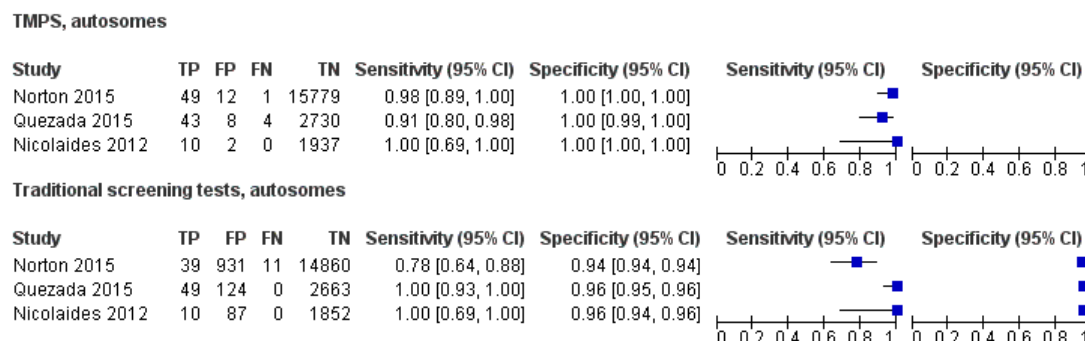 TMPS, autosomes
Study TP FP FN TN Sensitivity (95% CI) Specificity (95% CI) Sensitivity (95% CI) Specificity (95% CI)
Norton 2015 49 12 1 15779 0.98 [0.89, 1.00] 1.00 [1.00, 1.00]
Quezada 2015 43 8 4 2730 0.91 [0.80, 0.98] 1.00 [0.99, 1.00]
Nicolaides 2012 10 2 0 1937 1.00 [0.69, 1.00] 1.00 [1.00, 1.00]
0 0.2 0.4 0.6 0.8 1 0 0.2 0.4 0.6 0.8 1
Traditional screening tests, autosomes
Study TP FP FN TN Sensitivity (95% CI) Specificity (95% CI) Sensitivity (95% CI) Specificity (95% CI)
Norton 2015 39 931 11 14860 0.78 [0.64, 0.88] 0.94 [0.94, 0.94]
Quezada 2015 49 124 0 2663 1.00 [0.93, 1.00] 0.96 [0.95, 0.96]
Nicolaides 2012 10 87 0 1852 1.00 [0.69, 1.00] 0.96 [0.94, 0.96]
0 0.2 0.4 0.6 0.8 1 0 0.2 0.4 0.6 0.8 1